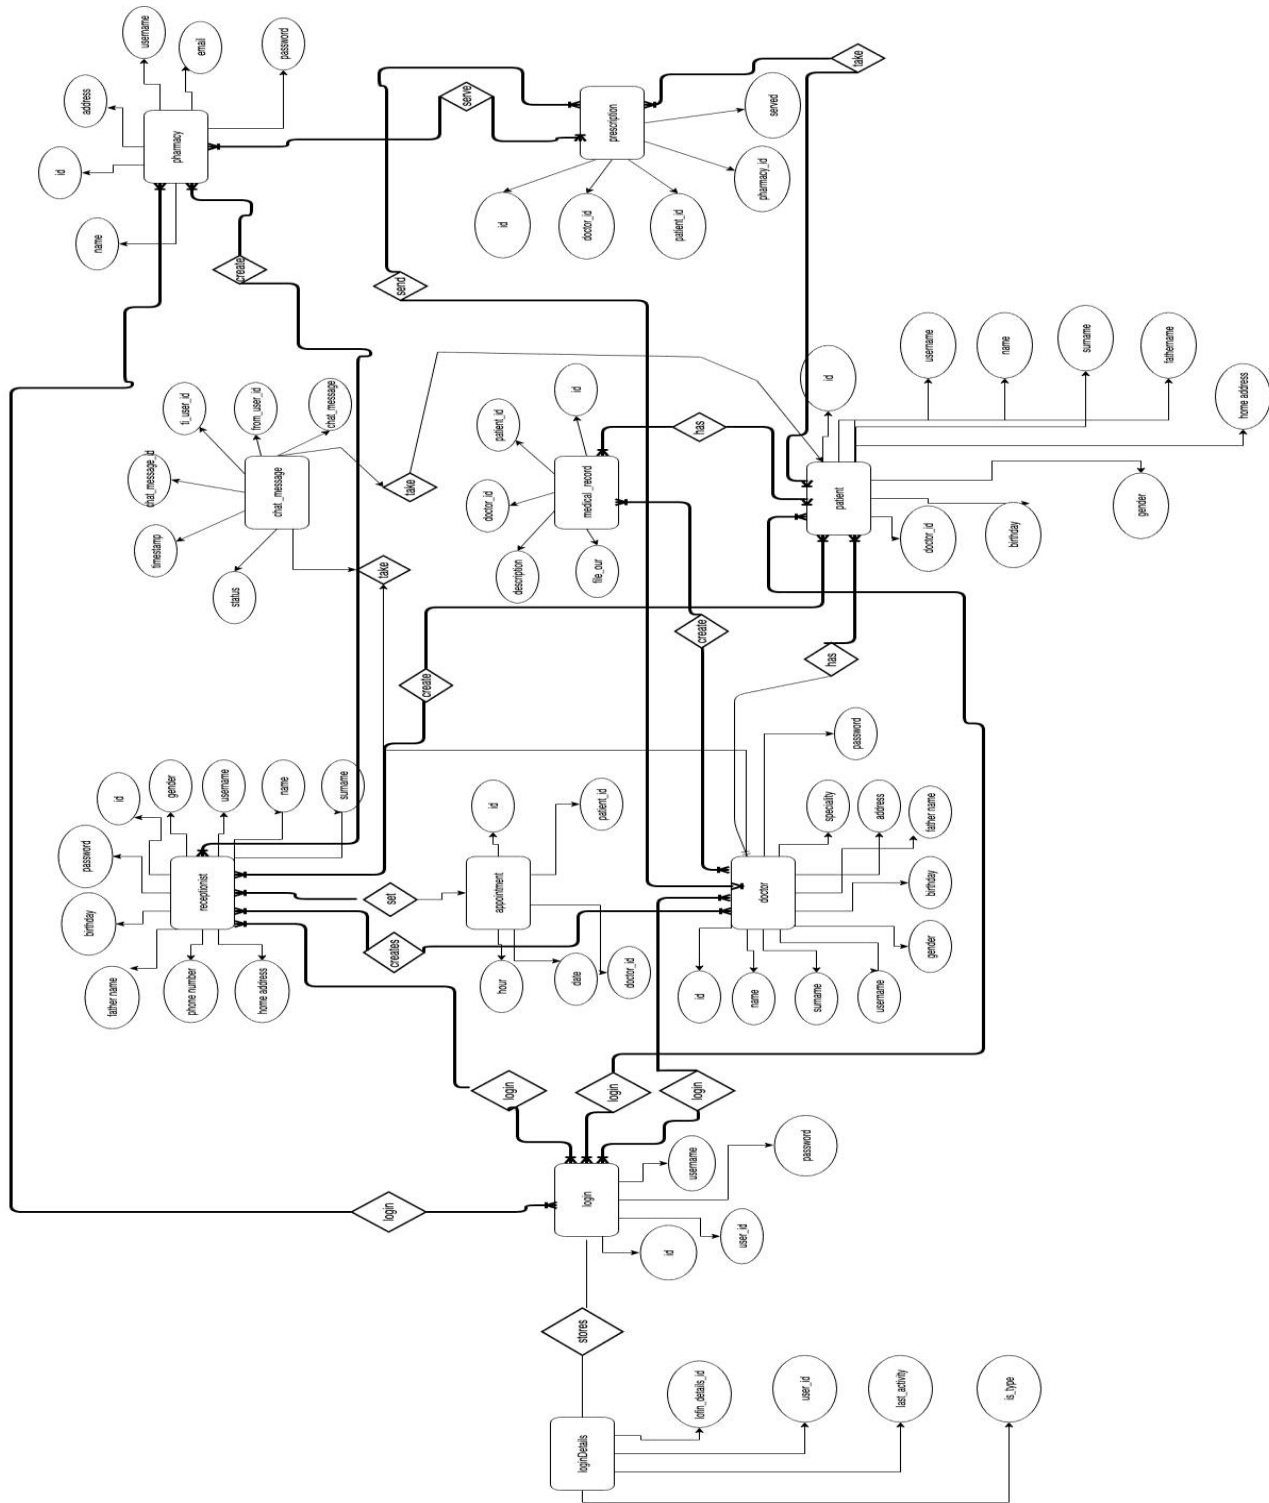 username
email
password
address
pharmacy
id
name
create
serve
take
prescription
served
pharmacy_id
id
doctor_id
patient_id
send
ti_user_id
from_user_id
chat_message
chat_message_id
chat_message
timestamp
status
take
take
id
patient_id
doctor_id
medical_record
description
file_our
has
create
create
id
username
name
surname
fathername
home address
patient
gender
doctor_id
birthday
has
id
gender
username
name
surname
password
birthday
receptionist
father name
phone number
home address
id
patient_id
set
appointment
creates
hour
date
doctor_id
password
speciality
address
father name
doctor
birthday
gender
id
name
surname
username
login
login
login
login
login
username
password
user_id
id
stores
loginDetails
lofin_details_id
user_id
last_activity
is_type